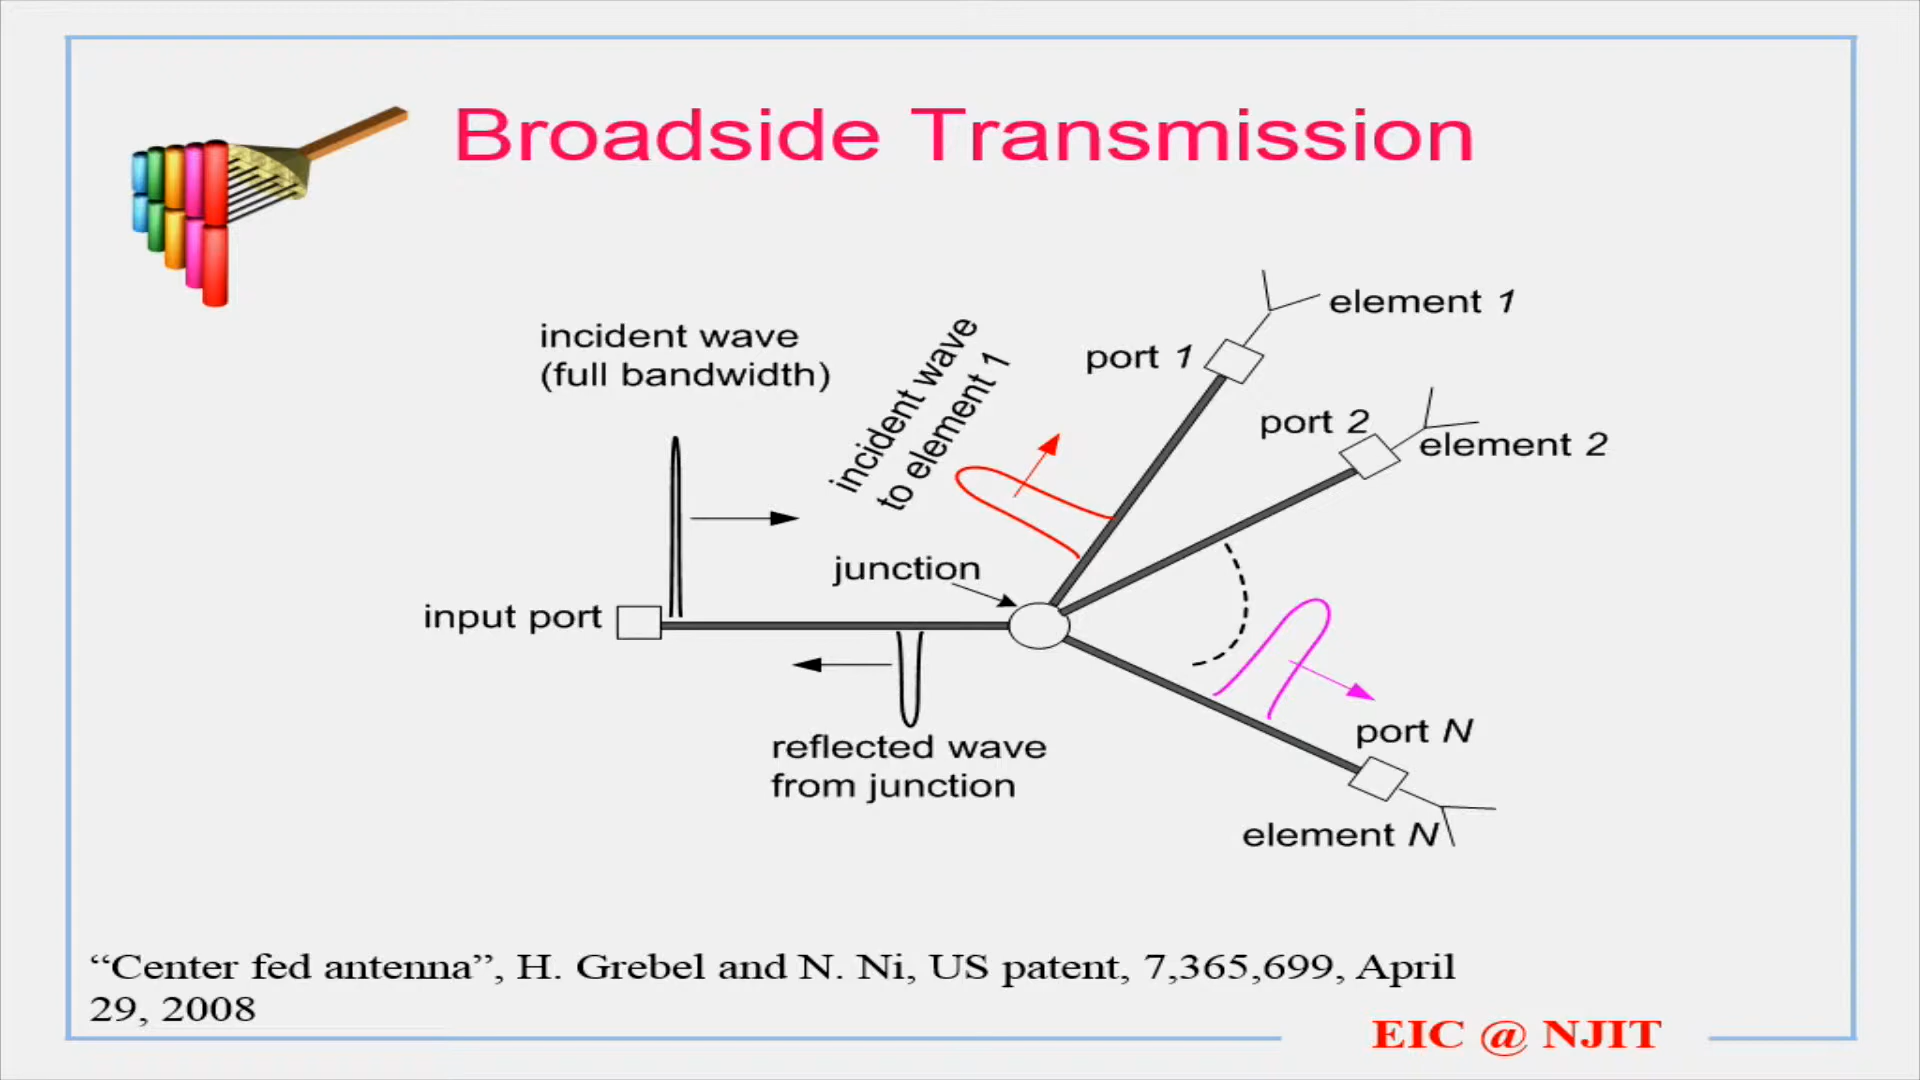 Broadside Transmission
element 1
incident wave
(full bandwidth)
incident wave
to element 1
port 1
port 2
element 2
junction
input port
port N
reflected wave
from junction
element N
“Center fed antenna”, H. Grebel and N. Ni, US patent, 7,365,699, April
29, 2008
EIC @ NJIT